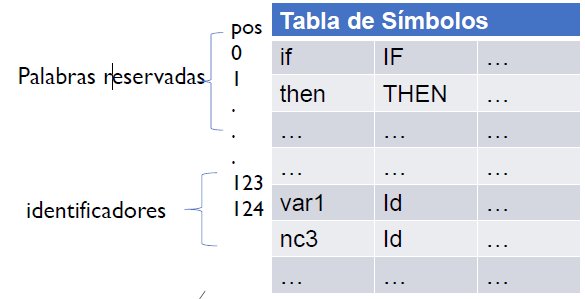 pos
Palabras reservadas
0
1
.
.
.
123
124
identificadores
Tabla de Símbolos
if IF ...
then THEN ...
... ... ...
... ... ...
var1 Id ...
nc3 Id ...
... ... ...